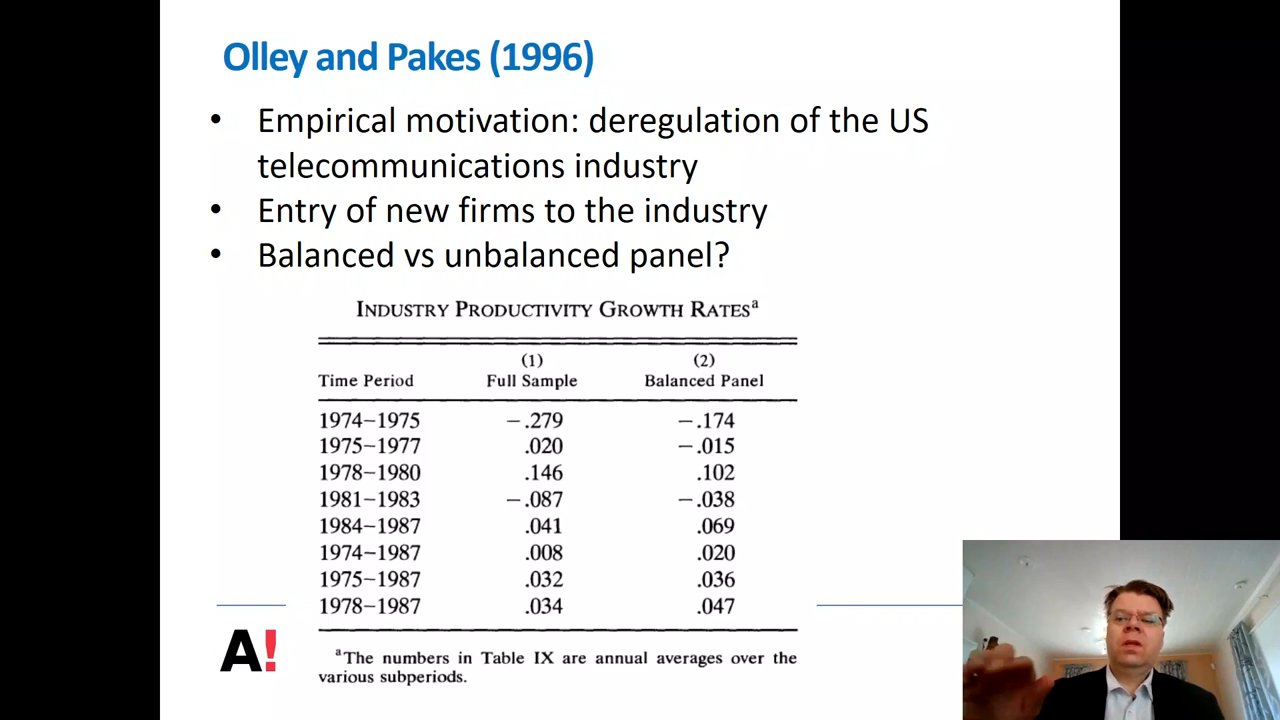 Olley and Pakes (1996)
• Empirical motivation: deregulation of the US
telecommunications industry
• Entry of new firms to the industry
• Balanced vs unbalanced panel?
INDUSTRY PRODUCTIVITY GROWTH RATESᵃ
(1) (2)
Time Period Full Sample Balanced Panel
1974–1975 –.279 –.174
1975–1977 .020 –.015
1978–1980 .146 .102
1981–1983 –.087 –.038
1984–1987 .041 .069
1974–1987 .008 .020
1975–1987 .032 .036
1978–1987 .034 .047
ᵃThe numbers in Table IX are annual averages over the
various subperiods.
A!